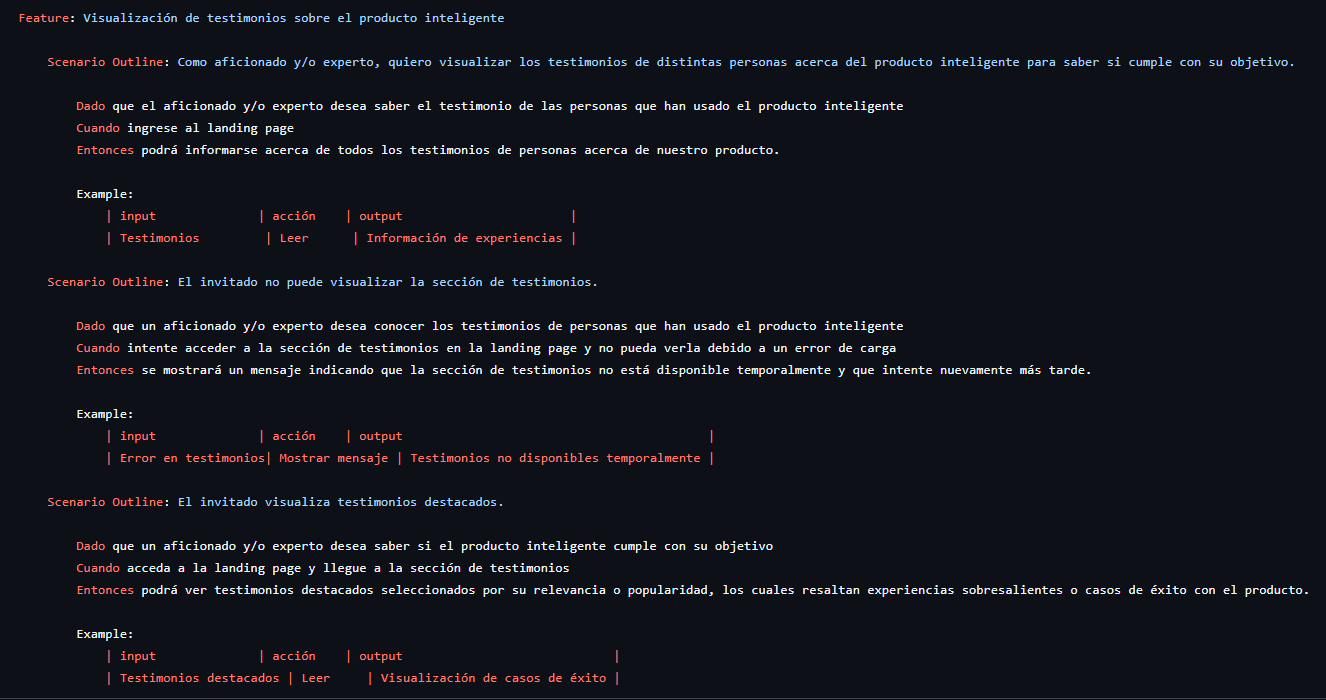 Feature: Visualización de testimonios sobre el producto inteligente
Scenario Outline: Como aficionado y/o experto, quiero visualizar los testimonios de distintas personas acerca del producto inteligente para saber si cumple con su objetivo.
Dado que el aficionado y/o experto desea saber el testimonio de las personas que han usado el producto inteligente
Cuando ingrese al landing page
Entonces podrá informarse acerca de todos los testimonios de personas acerca de nuestro producto.
Example:
| input | acción | output |
| Testimonios | Leer | Información de experiencias |
Scenario Outline: El invitado no puede visualizar la sección de testimonios.
Dado que un aficionado y/o experto desea conocer los testimonios de personas que han usado el producto inteligente
Cuando intente acceder a la sección de testimonios en la landing page y no pueda verla debido a un error de carga
Entonces se mostrará un mensaje indicando que la sección de testimonios no está disponible temporalmente y que intente nuevamente más tarde.
Example:
| input | acción | output |
| Error en testimonios| Mostrar mensaje | Testimonios no disponibles temporalmente |
Scenario Outline: El invitado visualiza testimonios destacados.
Dado que un aficionado y/o experto desea saber si el producto inteligente cumple con su objetivo
Cuando acceda a la landing page y llegue a la sección de testimonios
Entonces podrá ver testimonios destacados seleccionados por su relevancia o popularidad, los cuales resaltan experiencias sobresalientes o casos de éxito con el producto.
Example:
| input | acción | output |
| Testimonios destacados | Leer | Visualización de casos de éxito |